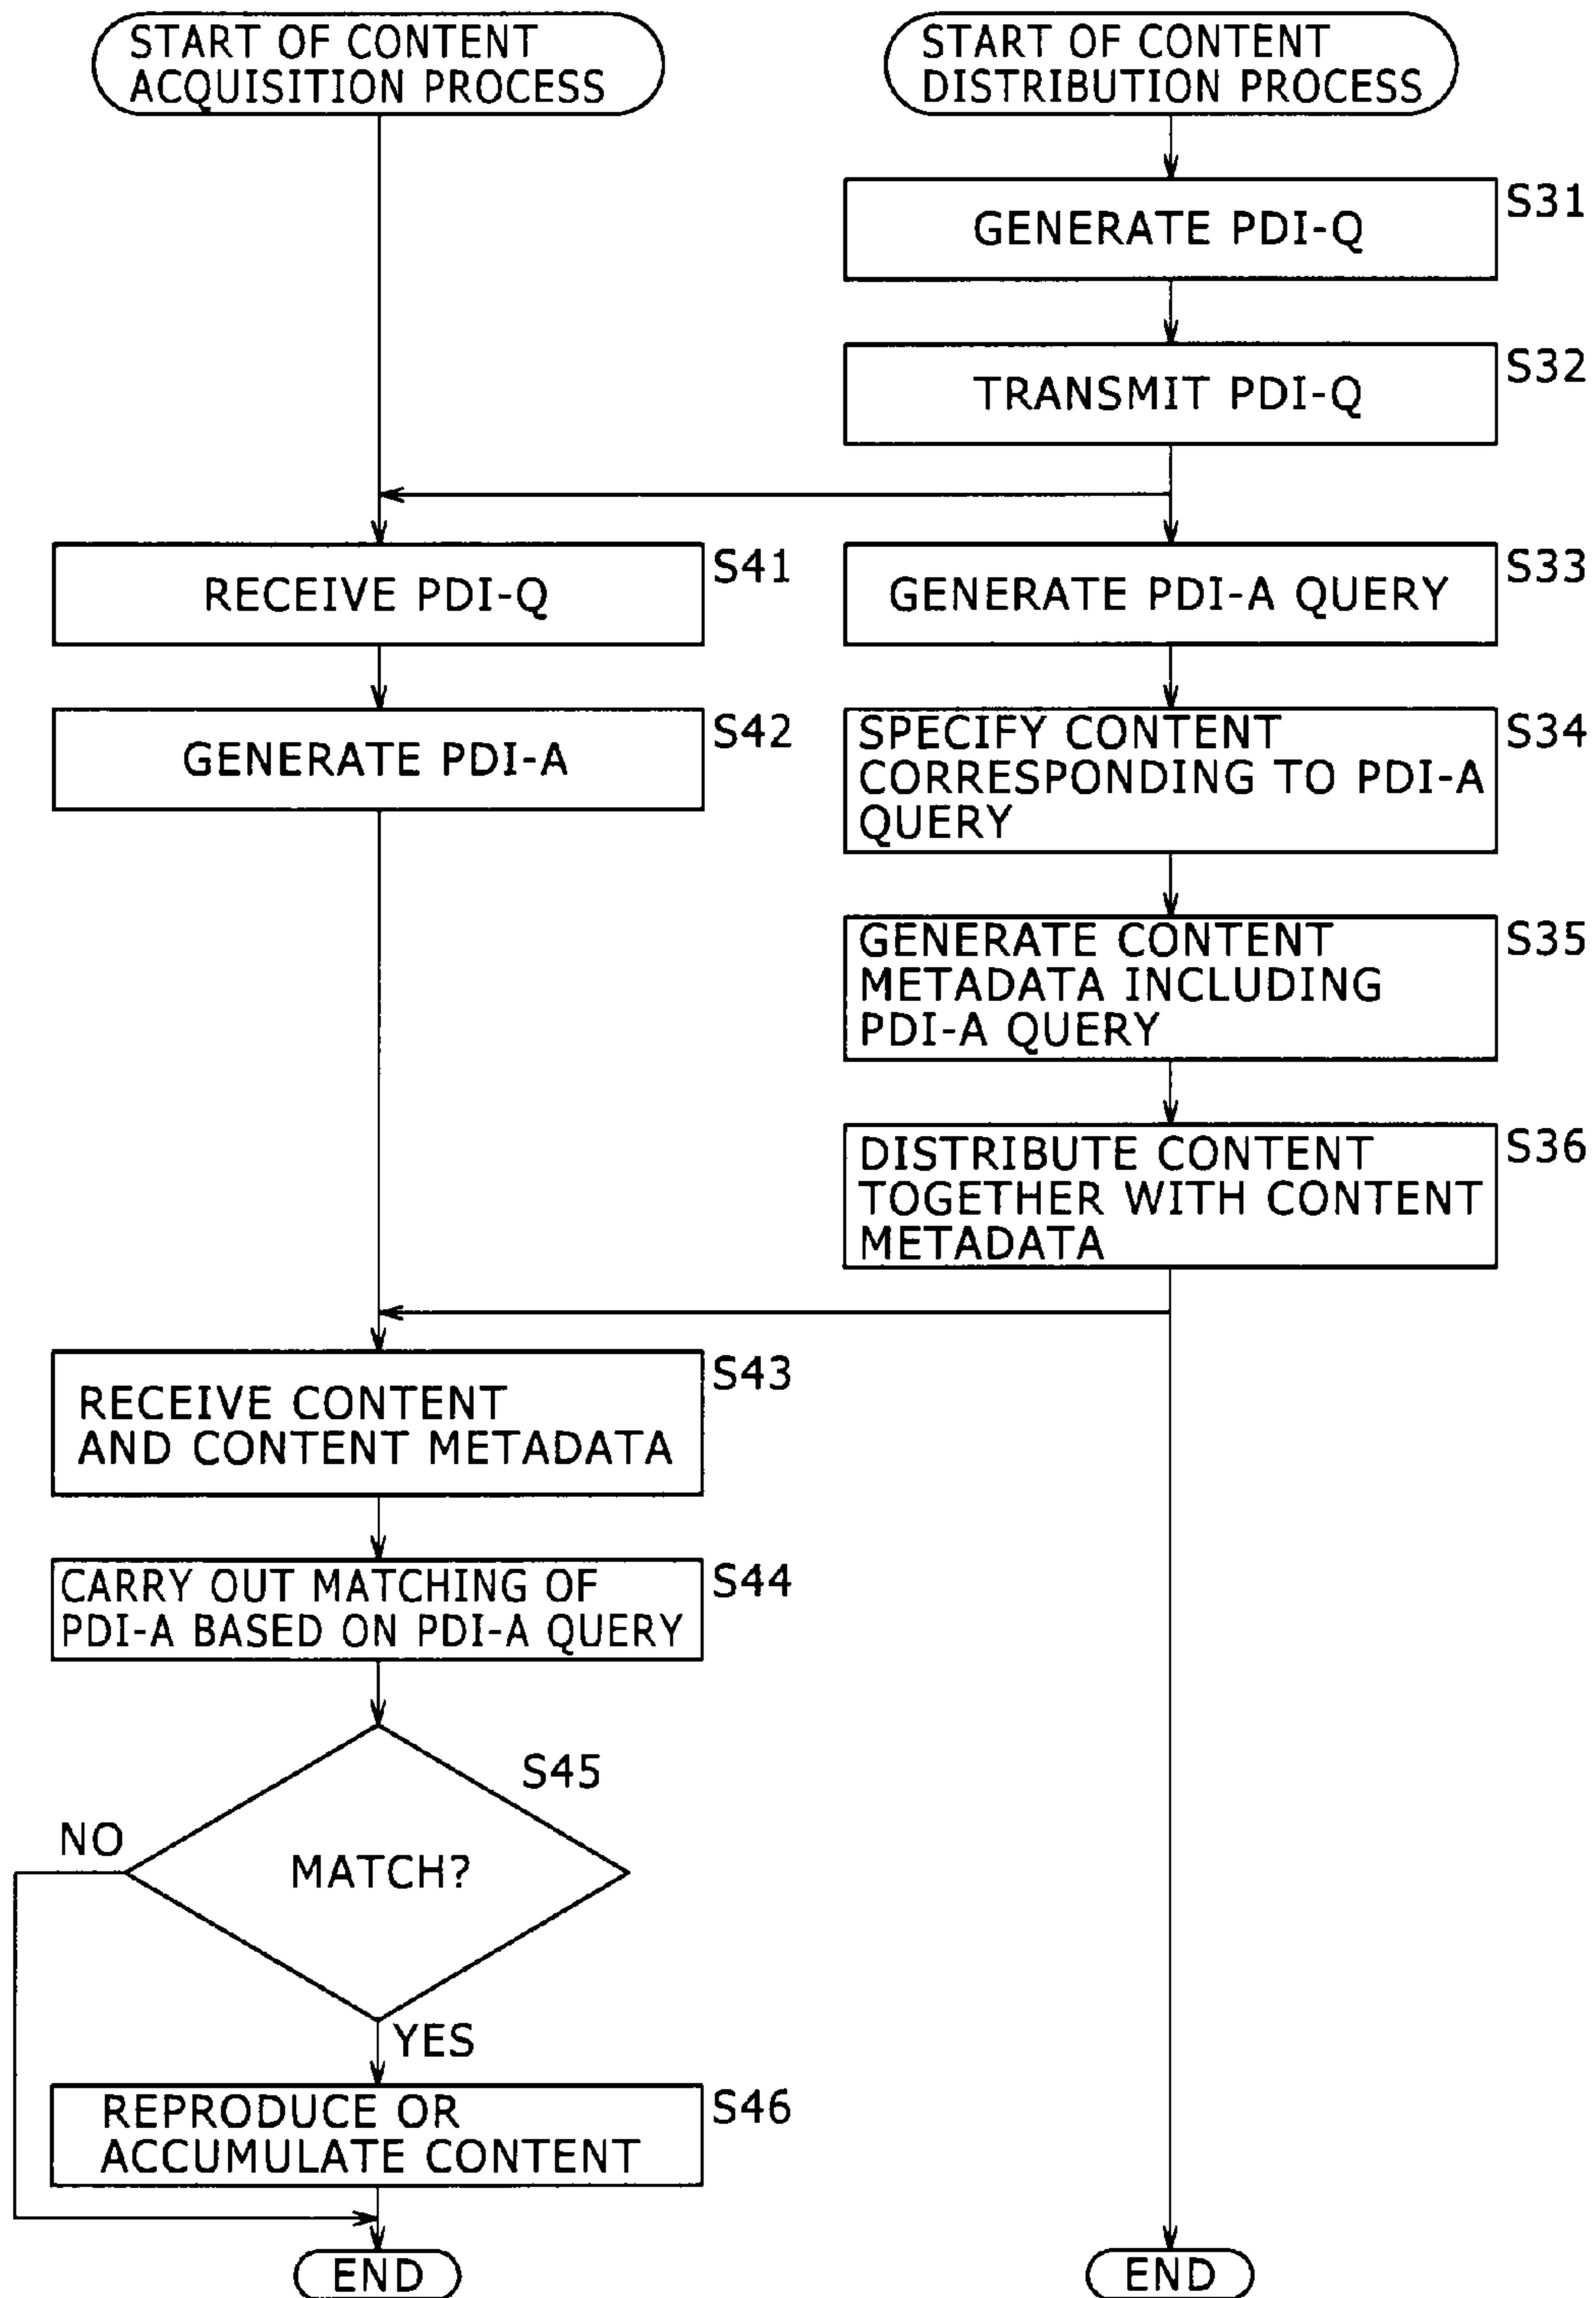 START OF CONTENT
ACQUISITION PROCESS
START OF CONTENT
DISTRIBUTION PROCESS
S31
GENERATE PDI-Q
S32
TRANSMIT PDI-Q
S41
RECEIVE PDI-Q
S33
GENERATE PDI-A QUERY
S42
GENERATE PDI-A
S34
SPECIFY CONTENT
CORRESPONDING TO PDI-A
QUERY
S35
GENERATE CONTENT
METADATA INCLUDING
PDI-A QUERY
S36
DISTRIBUTE CONTENT
TOGETHER WITH CONTENT
METADATA
S43
RECEIVE CONTENT
AND CONTENT METADATA
S44
CARRY OUT MATCHING OF
PDI-A BASED ON PDI-A QUERY
S45
NO
MATCH?
YES
S46
REPRODUCE OR
ACCUMULATE CONTENT
END
END